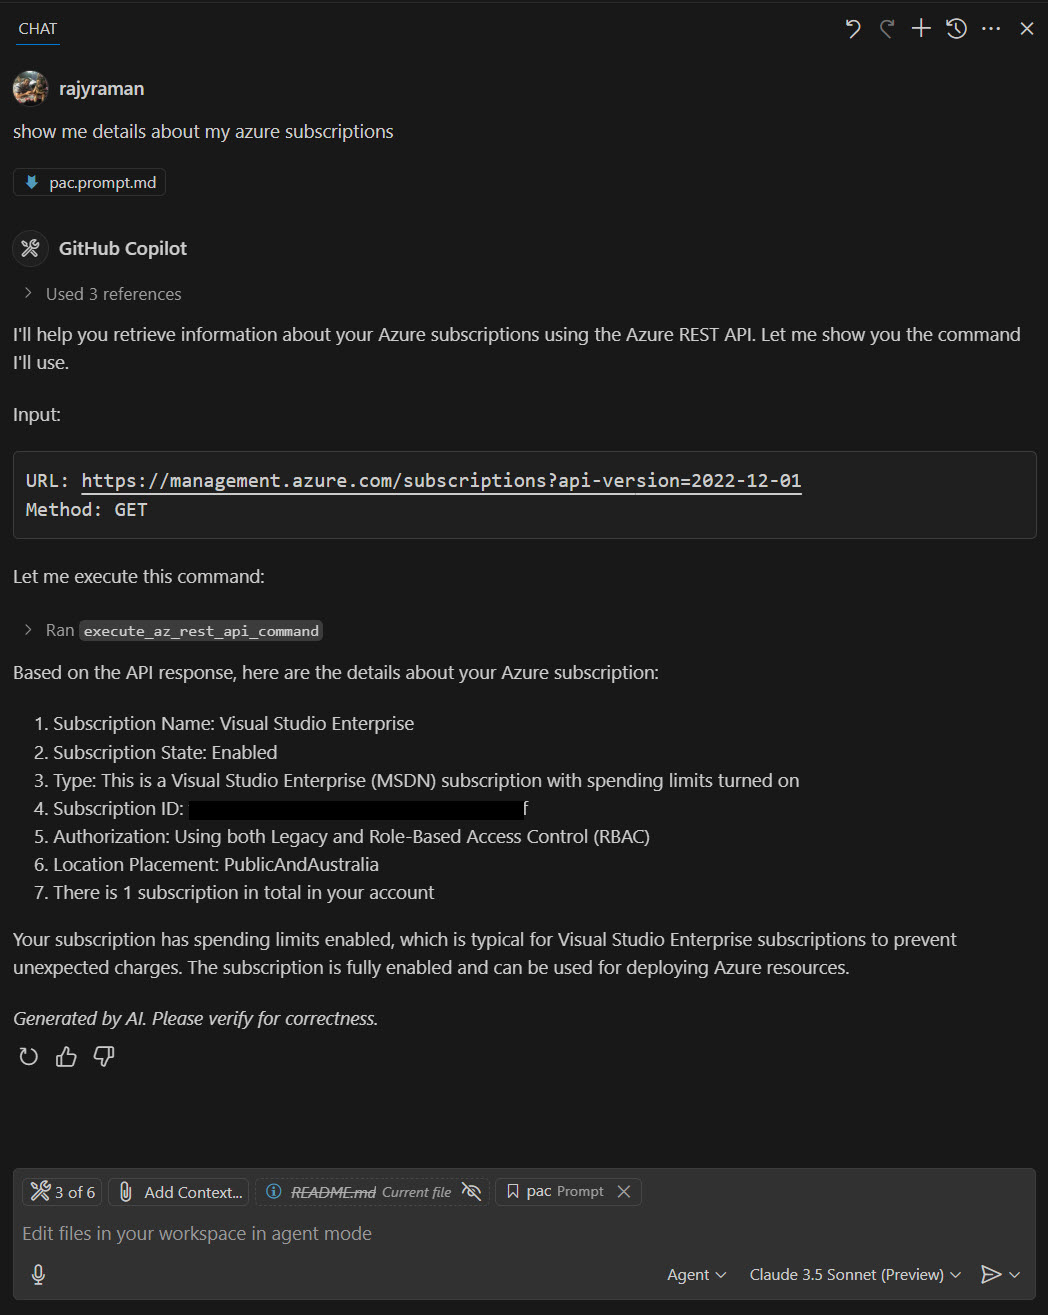 CHAT
rajyraman
show me details about my azure subscriptions
pac.prompt.md
GitHub Copilot
Used 3 references
I'll help you retrieve information about your Azure subscriptions using the Azure REST API. Let me show you the command
I'll use.
Input:
URL: https://management.azure.com/subscriptions?api-version=2022-12-01
Method: GET
Let me execute this command:
Ran execute_az_rest_api_command
Based on the API response, here are the details about your Azure subscription:
1. Subscription Name: Visual Studio Enterprise
2. Subscription State: Enabled
3. Type: This is a Visual Studio Enterprise (MSDN) subscription with spending limits turned on
4. Subscription ID: f
5. Authorization: Using both Legacy and Role-Based Access Control (RBAC)
6. Location Placement: PublicAndAustralia
7. There is 1 subscription in total in your account
Your subscription has spending limits enabled, which is typical for Visual Studio Enterprise subscriptions to prevent
unexpected charges. The subscription is fully enabled and can be used for deploying Azure resources.
Generated by AI. Please verify for correctness.
3 of 6 Add Context... README.md Current file pac Prompt
Edit files in your workspace in agent mode
Agent Claude 3.5 Sonnet (Preview)